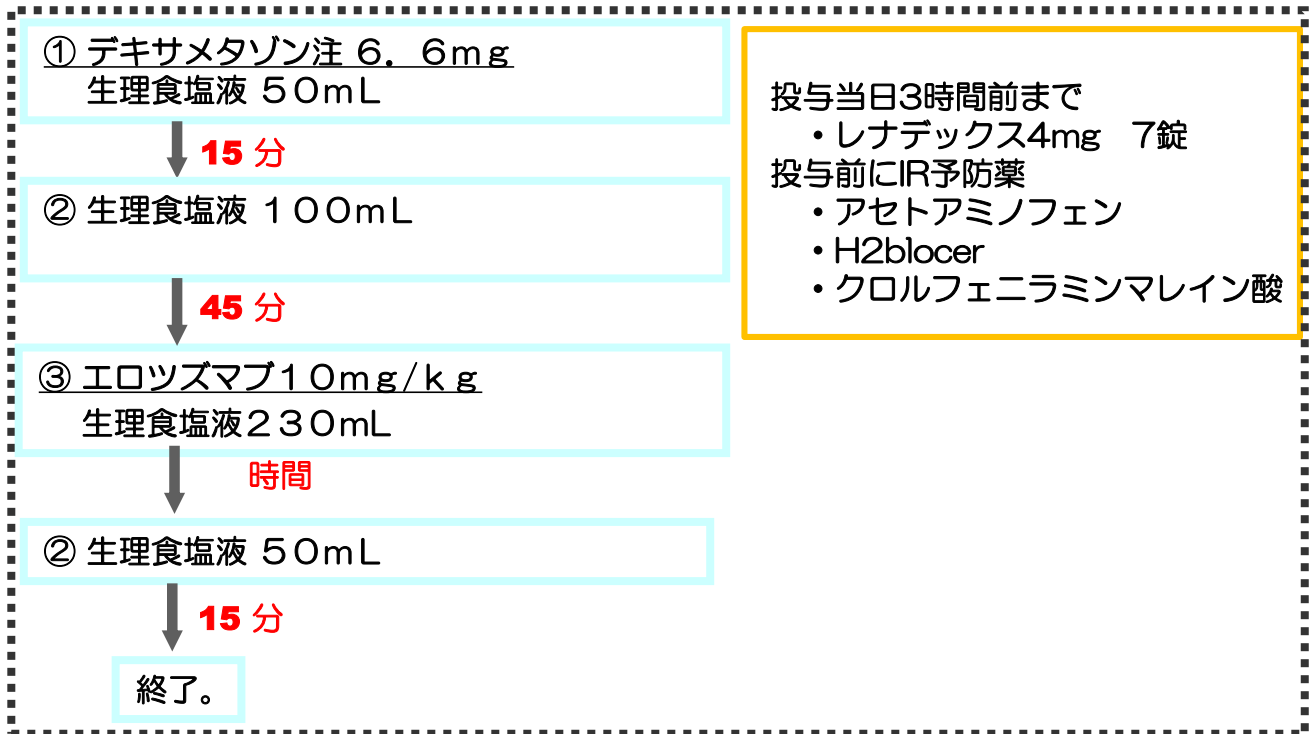 ① デキサメタゾン注 ６．６ｍｇ
生理食塩液 ５０ｍＬ
15 分
② 生理食塩液 １００ｍＬ
45 分
③ エロツズマブ１０ｍｇ/ｋｇ
生理食塩液２３０ｍＬ
時間
② 生理食塩液 ５０ｍＬ
15 分
終了。
投与当日3時間前まで
・レナデックス4mg　7錠
投与前にIR予防薬
・アセトアミノフェン
・H2blocer
・クロルフェニラミンマレイン酸